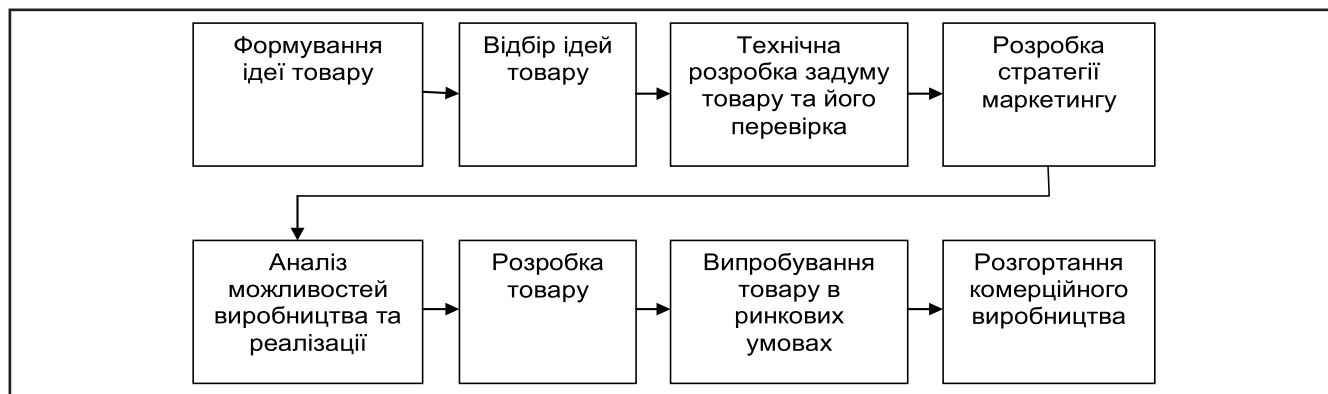 Формування
ідеї товару
Відбір ідей
товару
Технічна
розробка задуму
товару та його
перевірка
Розробка
стратегії
маркетингу
Аналіз
можливостей
виробництва та
реалізації
Розробка
товару
Випробування
товару в
ринкових
умовах
Розгортання
комерційного
виробництва